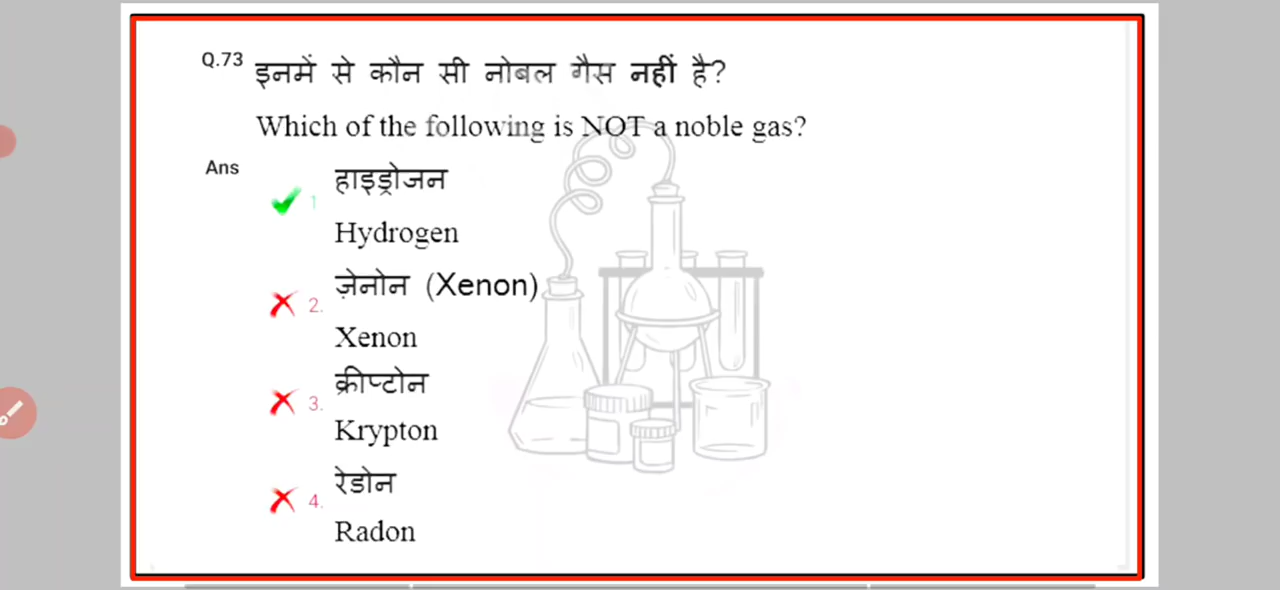 Q.73 इनमें से कौन सी नोबल गैस नहीं है?
Which of the following is NOT a noble gas?
Ans
1 हाइड्रोजन
Hydrogen
2. ज़ेनोन (Xenon)
Xenon
3. क्रीप्टोन
Krypton
4. रेडोन
Radon